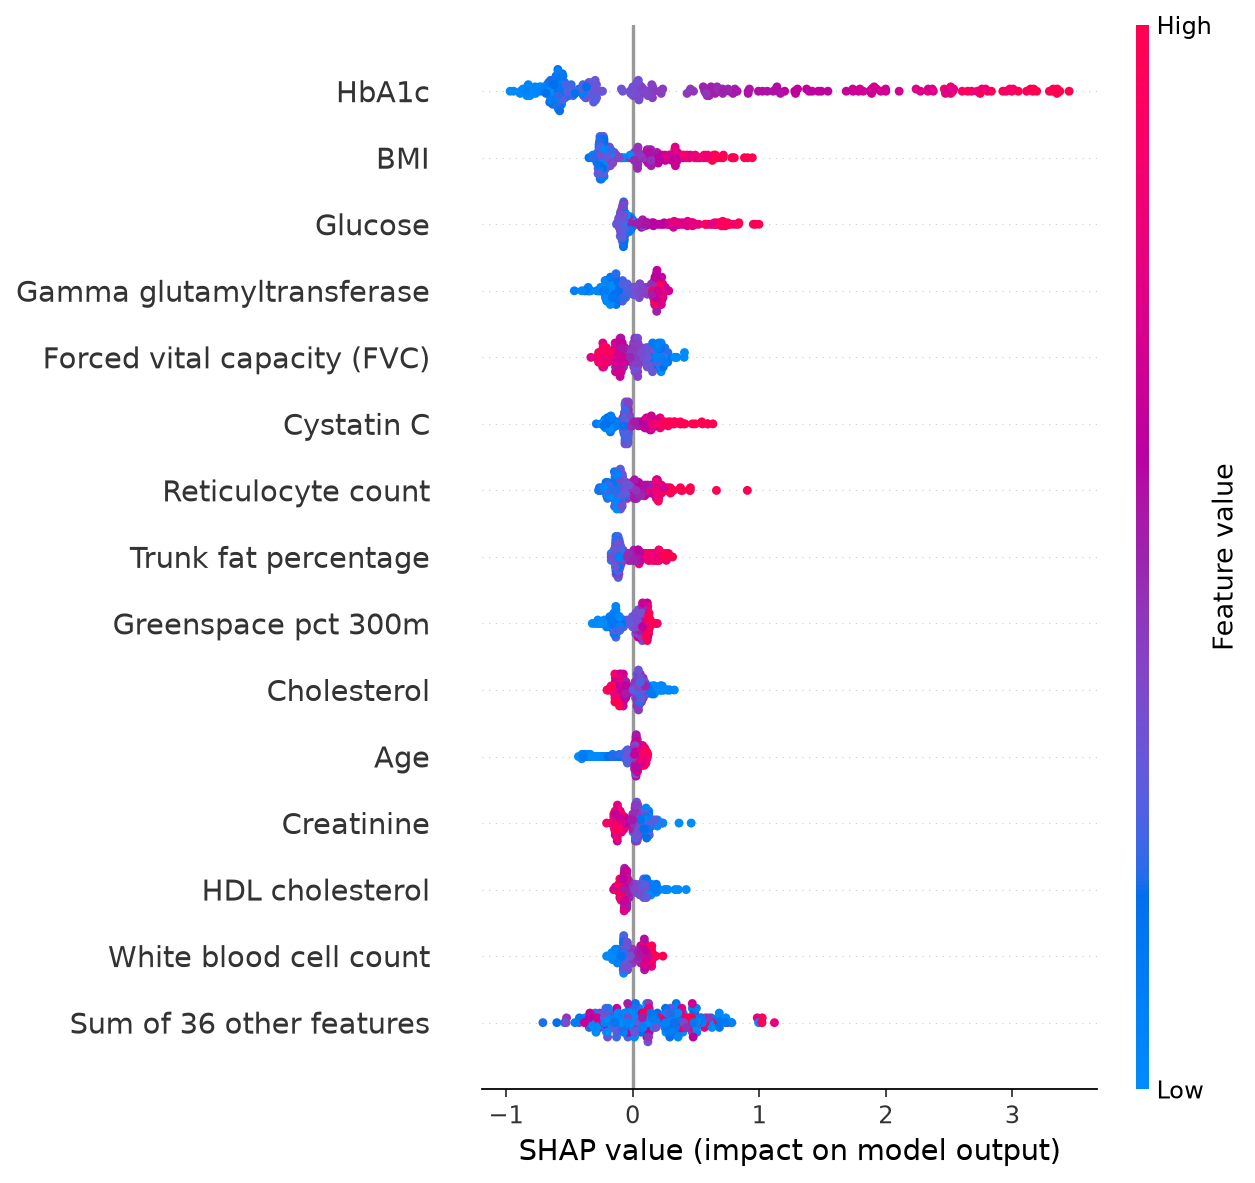 High
HbA1c
BMI
Glucose
Gamma glutamyltransferase
Forced vital capacity (FVC)
Cystatin C
Reticulocyte count
Trunk fat percentage
Greenspace pct 300m
Cholesterol
Age
Creatinine
HDL cholesterol
White blood cell count
Sum of 36 other features
Feature value
Low
−1 0 1 2 3
SHAP value (impact on model output)